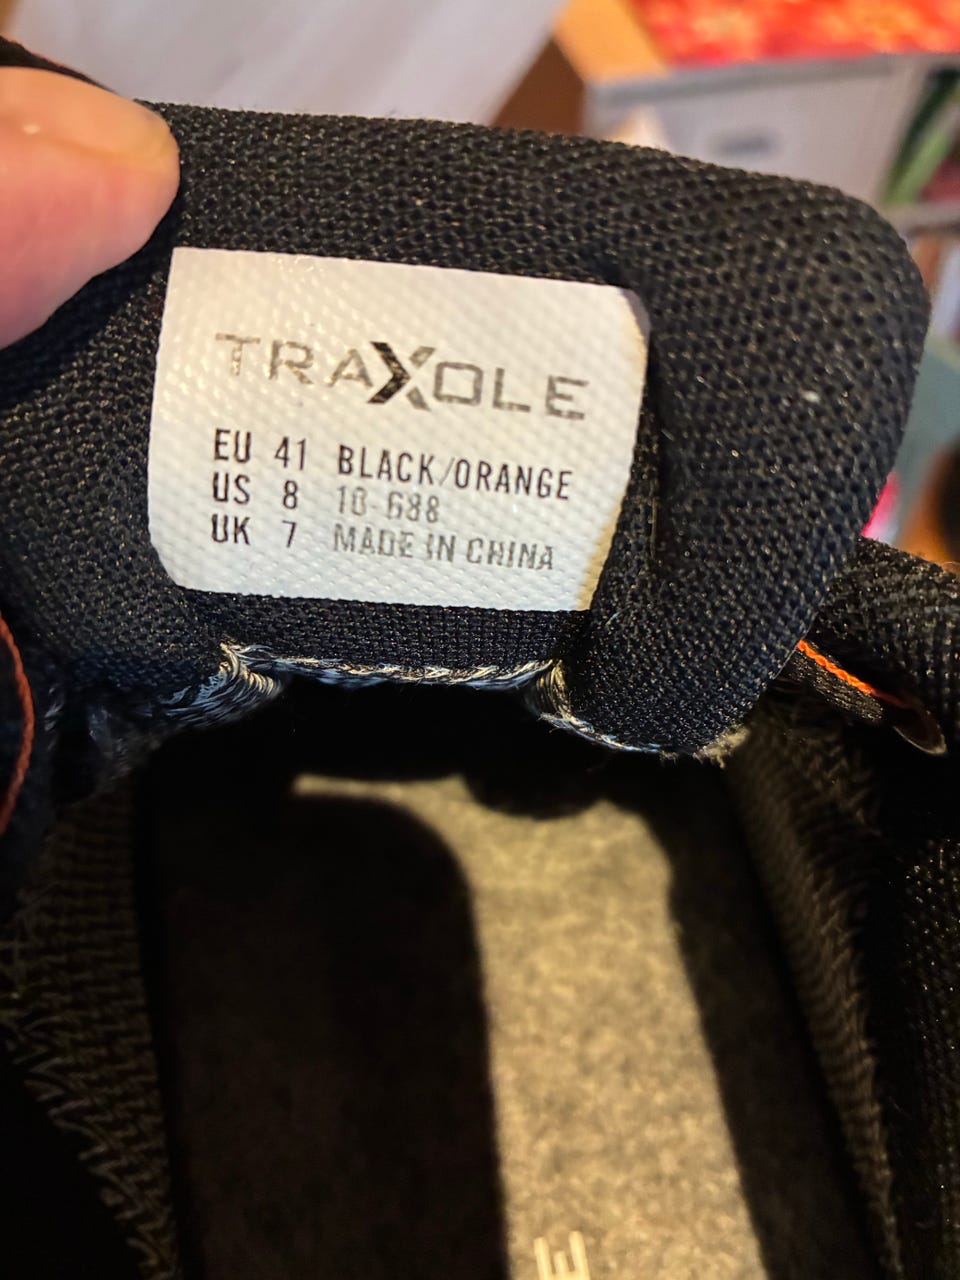 TRAXOLE
EU 41 BLACK/ORANGE
US 8 10-688
UK 7 MADE IN CHINA
E